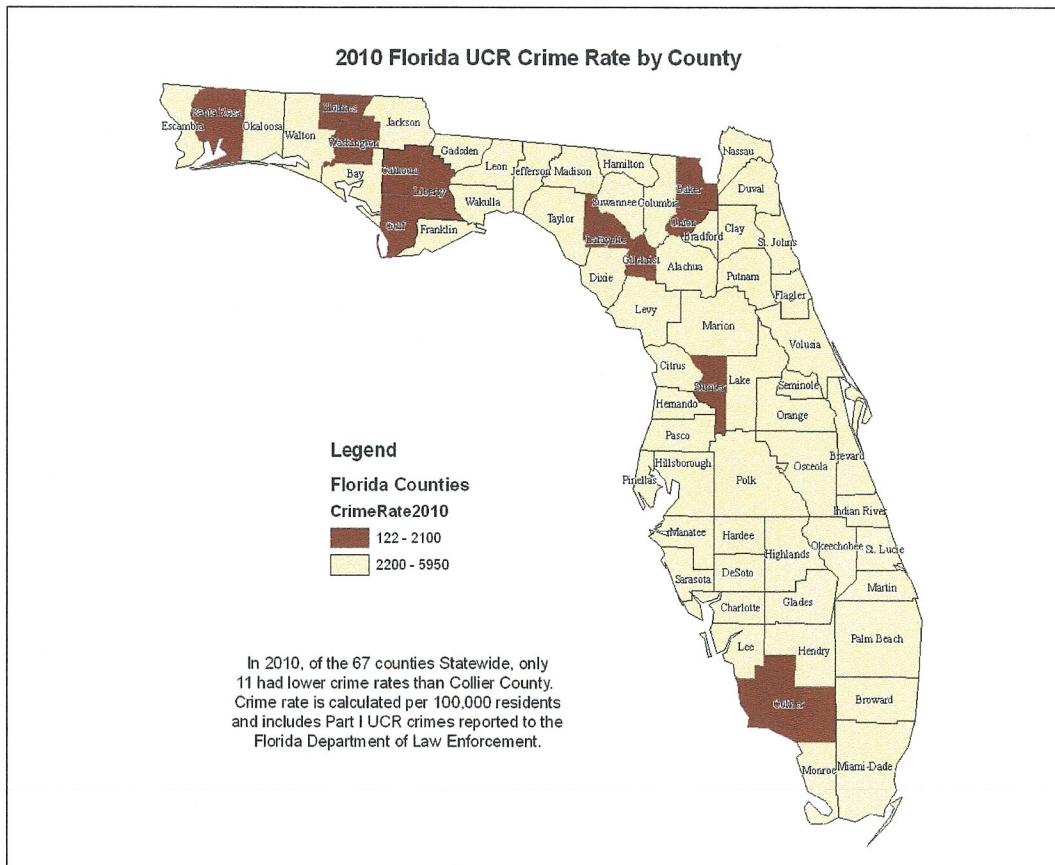 2010 Florida UCR Crime Rate by County
Escambia
Santa Rosa
Okaloosa
Walton
Holmes
Washington
Jackson
Bay
Calhoun
Liberty
Gulf
Franklin
Gadsden
Leon
Wakulla
Jefferson
Madison
Taylor
Hamilton
Suwannee
Lafayette
Dixie
Columbia
Gilchrist
Baker
Union
Bradford
Alachua
Nassau
Duval
Clay
St. Johns
Putnam
Flagler
Levy
Marion
Volusia
Citrus
Sumter
Lake
Seminole
Hernando
Orange
Pasco
Brevard
Osceola
Hillsborough
Pinellas
Polk
Indian River
Manatee
Hardee
Highlands
Okeechobee
St. Lucie
Sarasota
DeSoto
Martin
Charlotte
Glades
Lee
Hendry
Palm Beach
Collier
Broward
Monroe
Miami-Dade
Legend
Florida Counties
CrimeRate2010
122 - 2100
2200 - 5950
In 2010, of the 67 counties Statewide, only
11 had lower crime rates than Collier County.
Crime rate is calculated per 100,000 residents
and includes Part I UCR crimes reported to the
Florida Department of Law Enforcement.